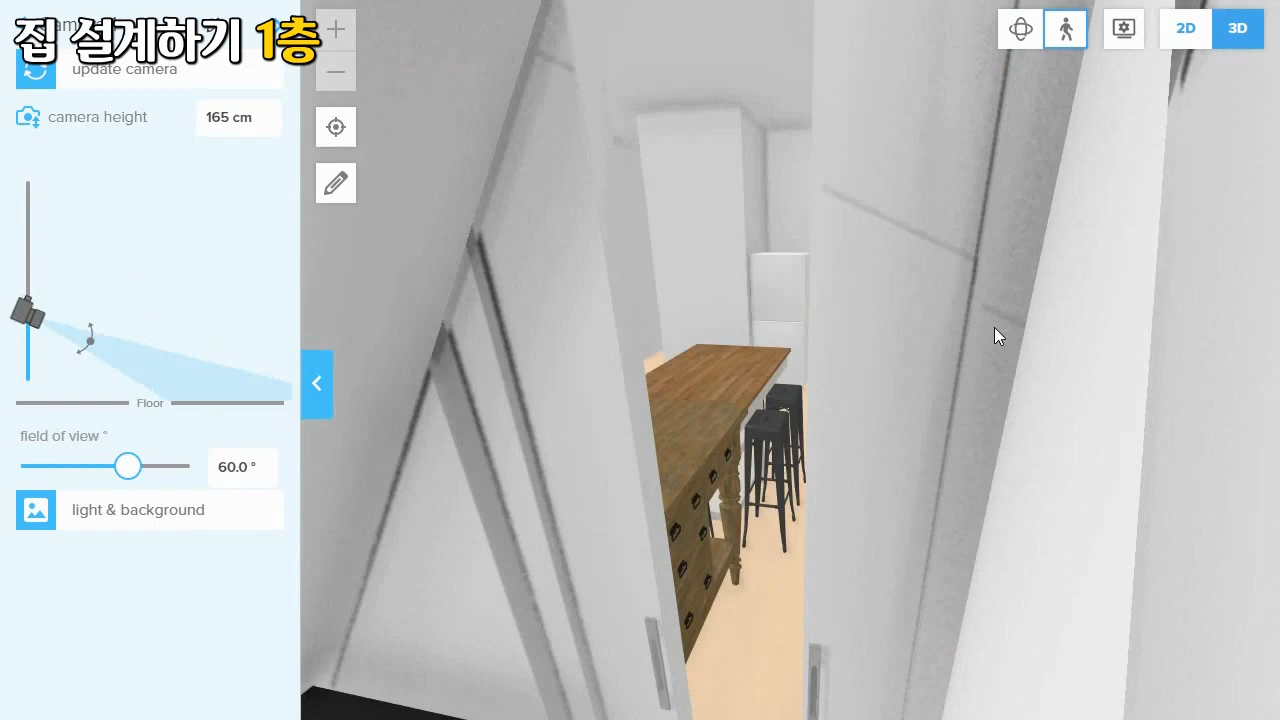 집 설계하기 1층
update camera
camera height
165 cm
2D
3D
Floor
field of view °
60.0 °
light & background